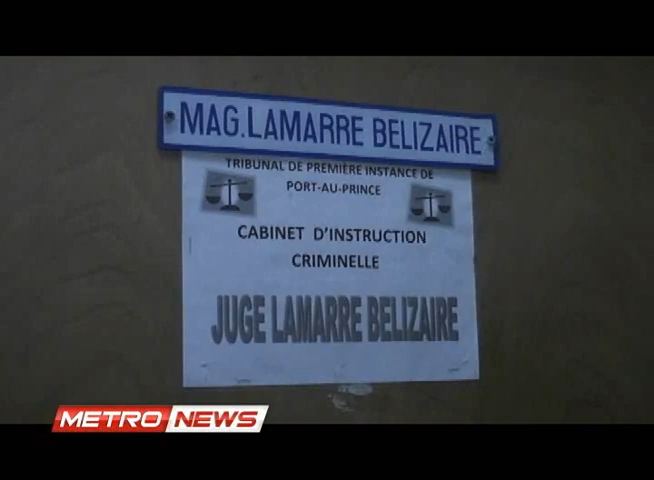 MAG.LAMARRE BELIZAIRE
TRIBUNAL DE PREMIÈRE INSTANCE DE
PORT-AU-PRINCE
CABINET D'INSTRUCTION
CRIMINELLE
JUGE LAMARRE BELIZAIRE
METRO NEWS